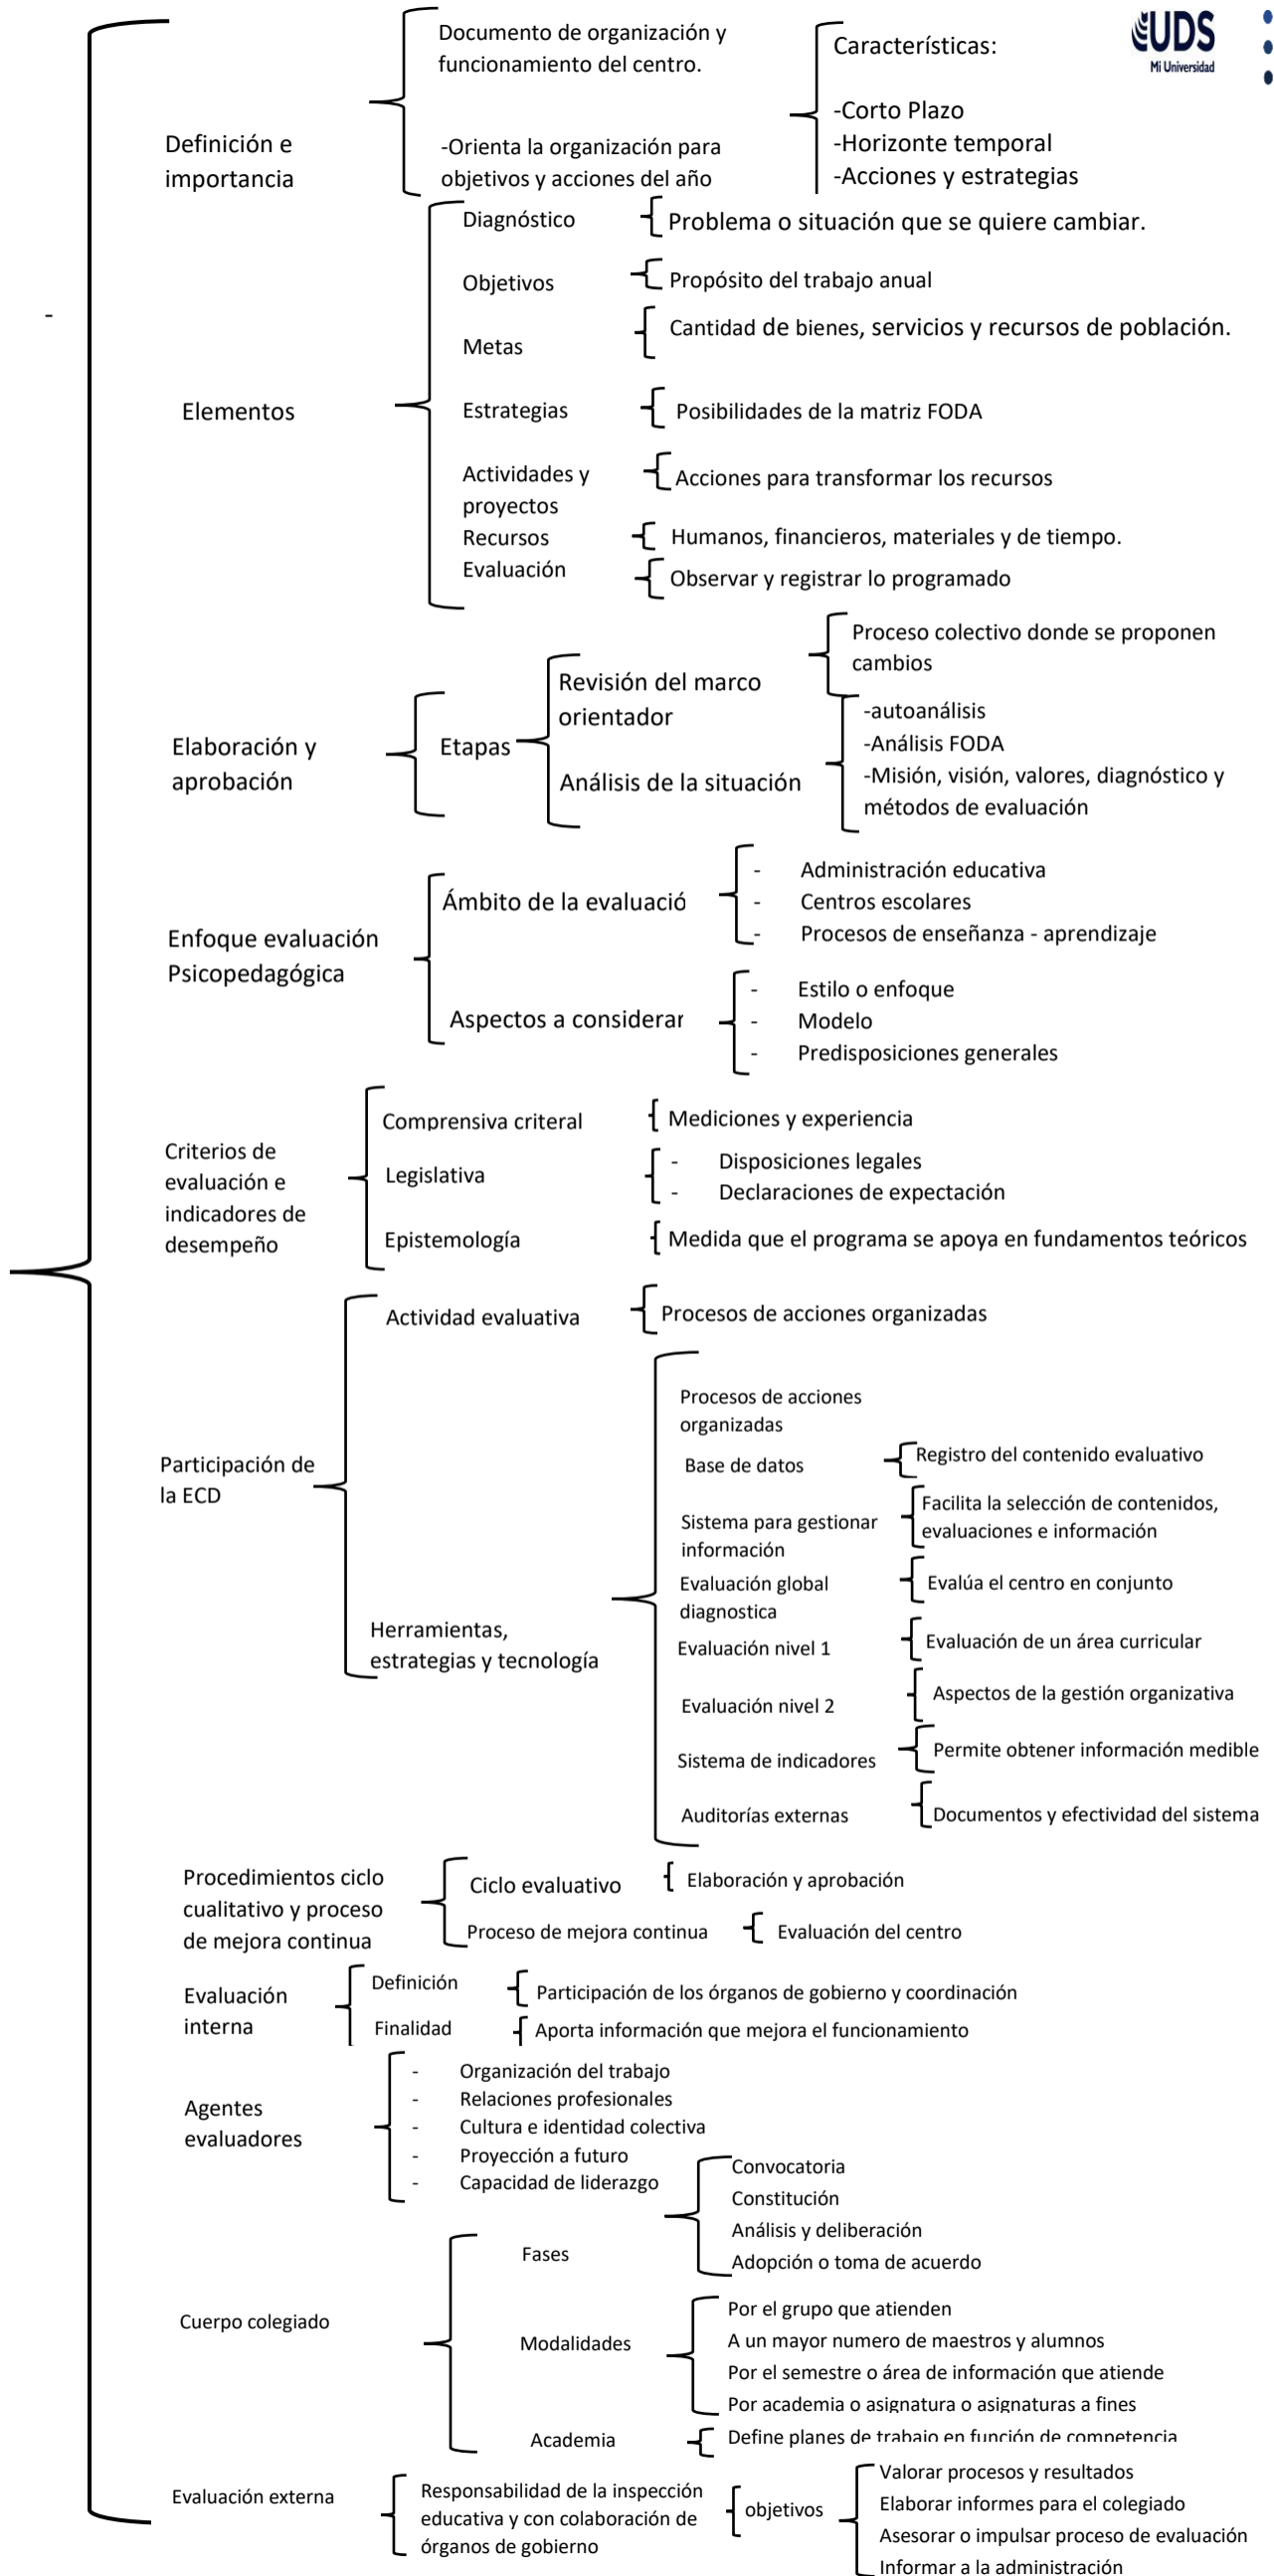 UDS
Mi Universidad
Documento de organización y
funcionamiento del centro.
-Orienta la organización para
objetivos y acciones del año
Definición e
importancia
Características:
-Corto Plazo
-Horizonte temporal
-Acciones y estrategias
-
Elementos
Diagnóstico
Problema o situación que se quiere cambiar.
Objetivos
Propósito del trabajo anual
Metas
Cantidad de bienes, servicios y recursos de población.
Estrategias
Posibilidades de la matriz FODA
Actividades y
proyectos
Acciones para transformar los recursos
Recursos
Humanos, financieros, materiales y de tiempo.
Evaluación
Observar y registrar lo programado
Elaboración y
aprobación
Etapas
Revisión del marco
orientador
Proceso colectivo donde se proponen
cambios
Análisis de la situación
-autoanálisis
-Análisis FODA
-Misión, visión, valores, diagnóstico y
métodos de evaluación
Enfoque evaluación
Psicopedagógica
Ámbito de la evaluació
- Administración educativa
- Centros escolares
- Procesos de enseñanza - aprendizaje
Aspectos a considerar
- Estilo o enfoque
- Modelo
- Predisposiciones generales
Criterios de
evaluación e
indicadores de
desempeño
Comprensiva criteral
Mediciones y experiencia
Legislativa
- Disposiciones legales
- Declaraciones de expectación
Epistemología
Medida que el programa se apoya en fundamentos teóricos
Participación de
la ECD
Actividad evaluativa
Procesos de acciones organizadas
Herramientas,
estrategias y tecnología
Procesos de acciones
organizadas
Base de datos
Registro del contenido evaluativo
Sistema para gestionar
información
Facilita la selección de contenidos,
evaluaciones e información
Evaluación global
diagnostica
Evalúa el centro en conjunto
Evaluación nivel 1
Evaluación de un área curricular
Evaluación nivel 2
Aspectos de la gestión organizativa
Sistema de indicadores
Permite obtener información medible
Auditorías externas
Documentos y efectividad del sistema
Procedimientos ciclo
cualitativo y proceso
de mejora continua
Ciclo evaluativo
Elaboración y aprobación
Proceso de mejora continua
Evaluación del centro
Evaluación
interna
Definición
Participación de los órganos de gobierno y coordinación
Finalidad
Aporta información que mejora el funcionamiento
Agentes
evaluadores
- Organización del trabajo
- Relaciones profesionales
- Cultura e identidad colectiva
- Proyección a futuro
- Capacidad de liderazgo
Cuerpo colegiado
Fases
Convocatoria
Constitución
Análisis y deliberación
Adopción o toma de acuerdo
Modalidades
Por el grupo que atienden
A un mayor numero de maestros y alumnos
Por el semestre o área de información que atiende
Por academia o asignatura o asignaturas a fines
Academia
Define planes de trabajo en función de competencia
Evaluación externa
Responsabilidad de la inspección
educativa y con colaboración de
órganos de gobierno
objetivos
Valorar procesos y resultados
Elaborar informes para el colegiado
Asesorar o impulsar proceso de evaluación
Informar a la administración